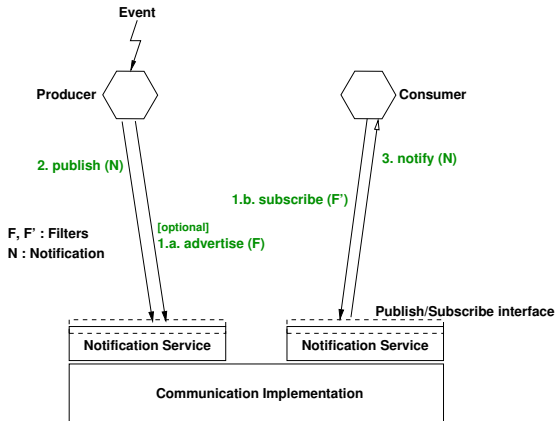 Event
Producer
Consumer
2. publish (N)
3. notify (N)
1.b. subscribe (F')
[optional]
1.a. advertise (F)
F, F' : Filters
N : Notification
Publish/Subscribe interface
Notification Service
Notification Service
Communication Implementation